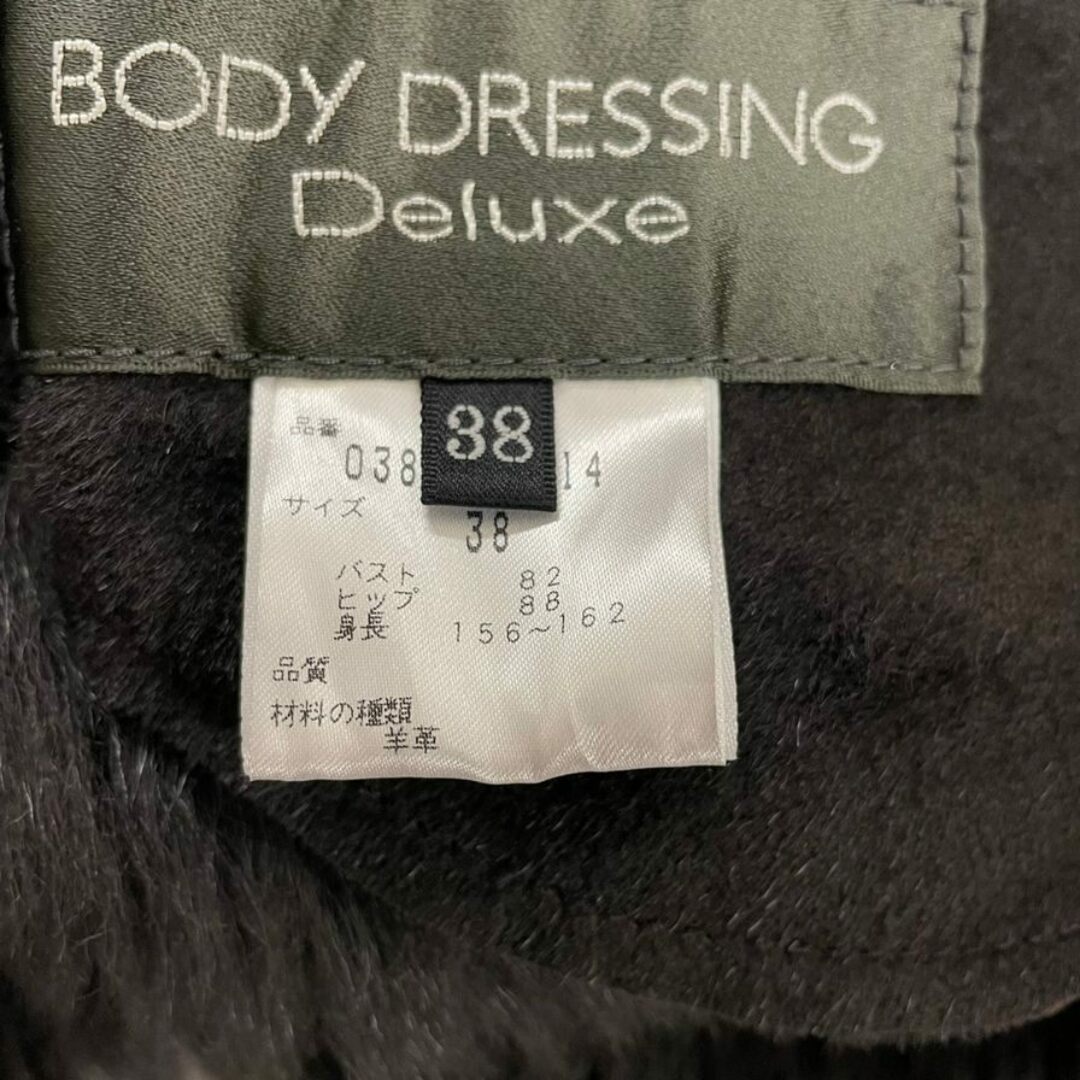 BODY DRESSING
Deluxe
38
品番
038 14
サイズ
38
バスト 82
ヒップ 88
身長 156~162
品質
材料の種類
羊革